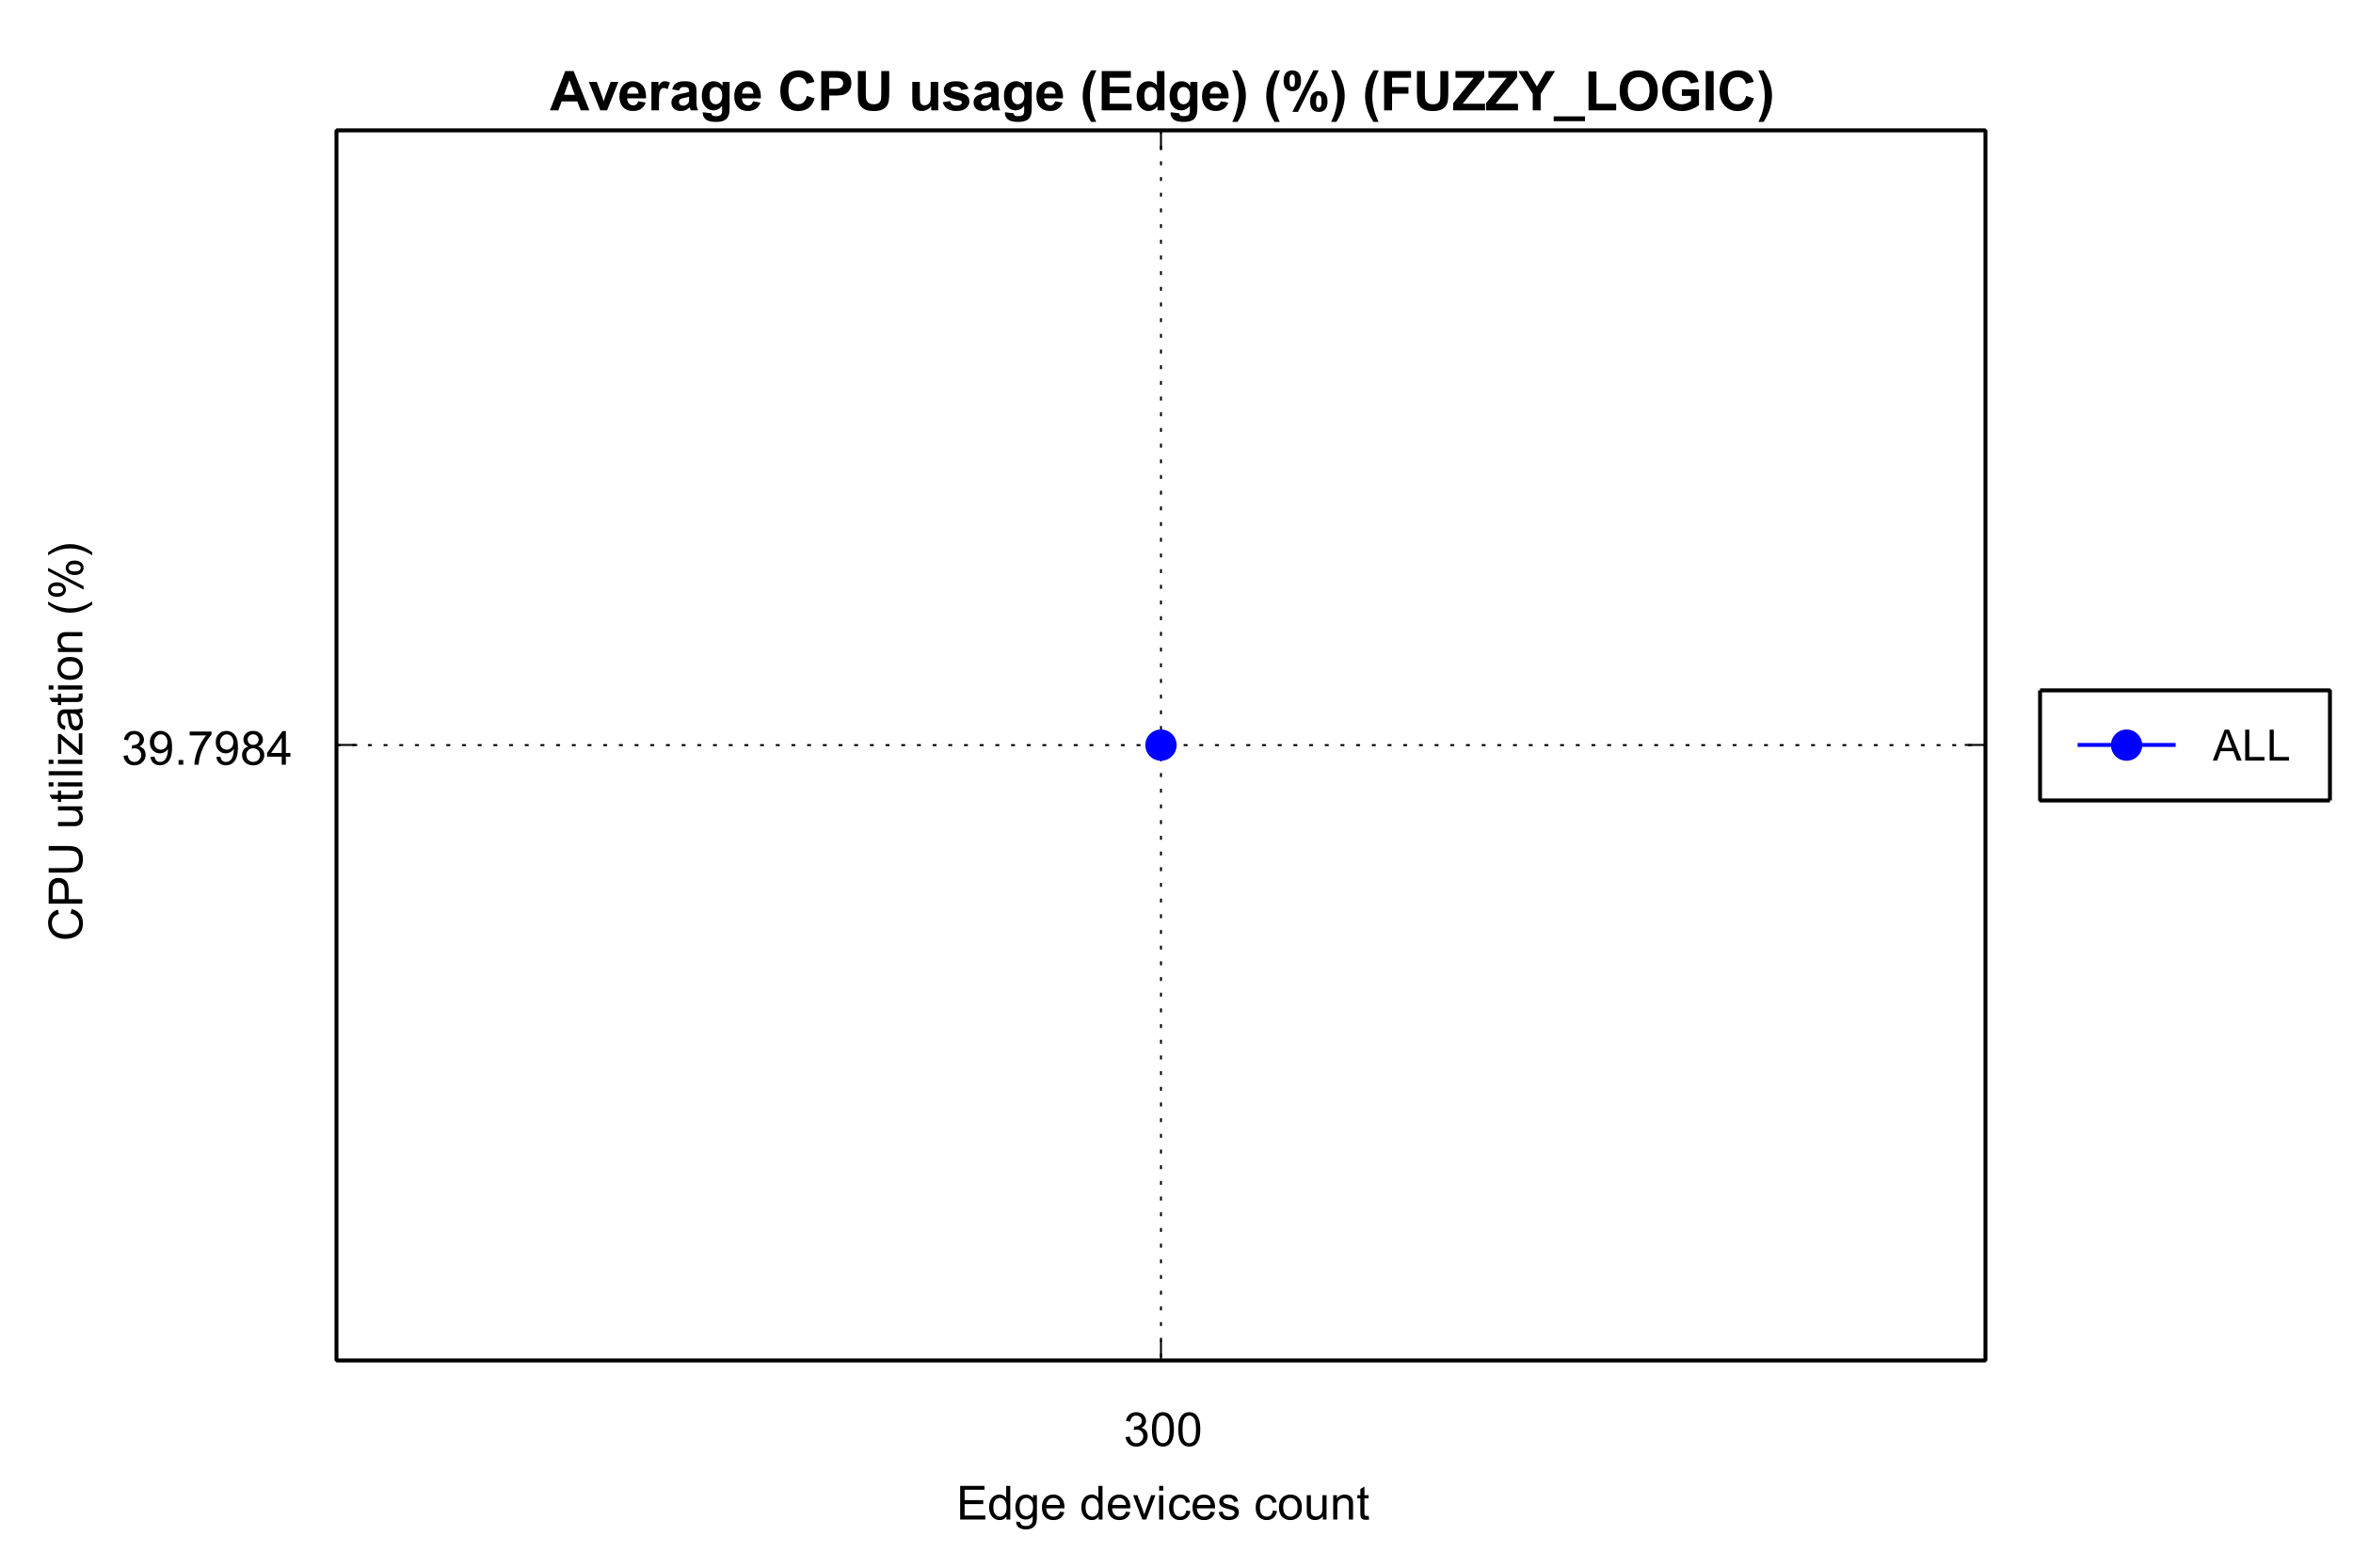 Average CPU usage (Edge) (%) (FUZZY_LOGIC)
CPU utilization (%)
39.7984
ALL
300
Edge devices count